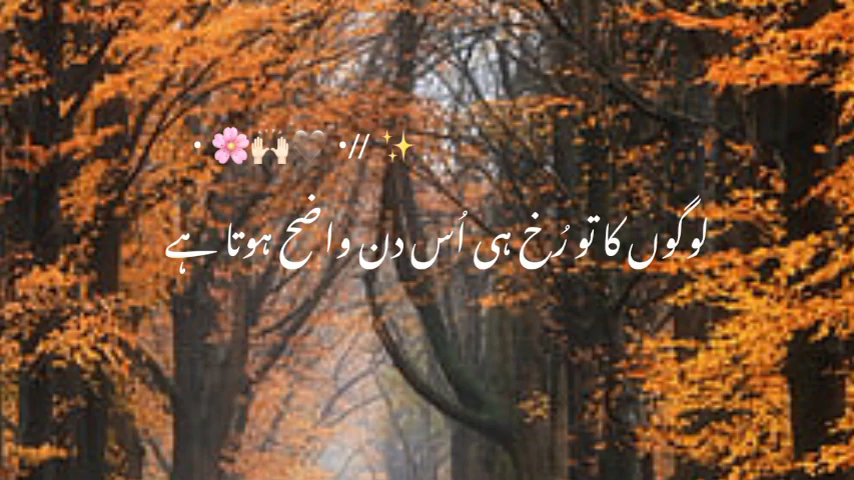 • 🌸🙌🏻🤍 •// ✨
لوگوں کا تو رُخ ہی اُس دن واضح ہوتا ہے